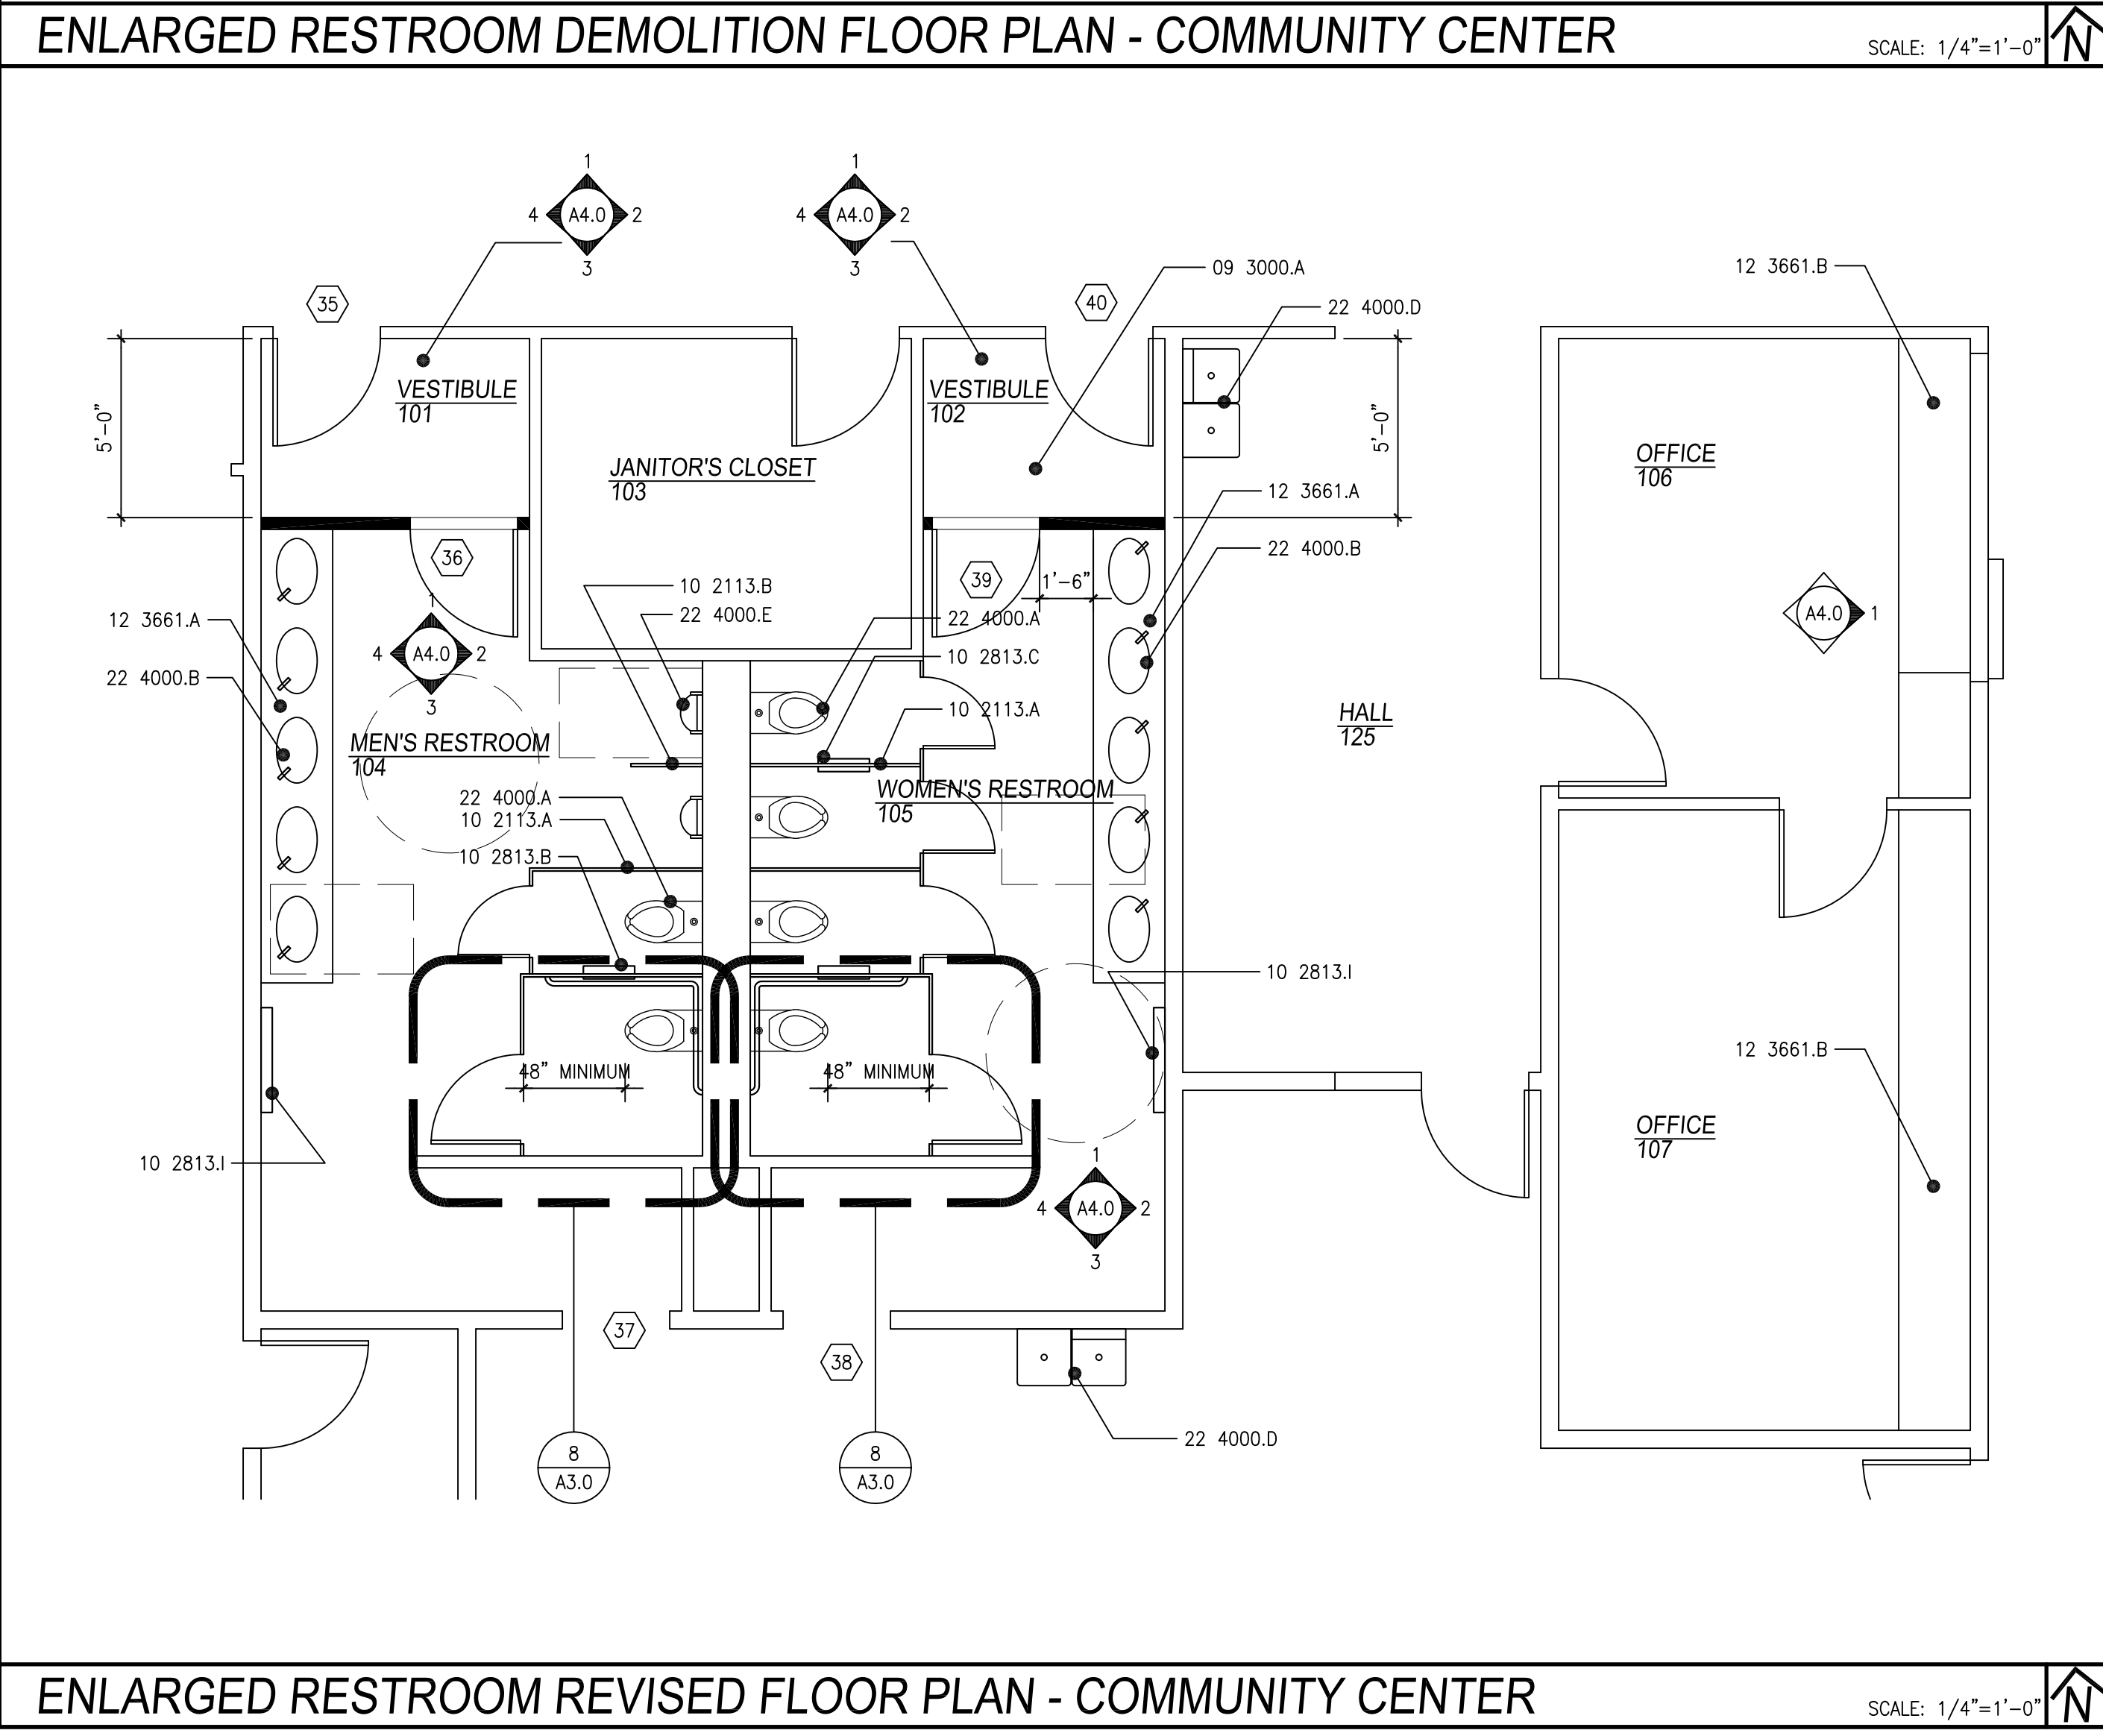 ENLARGED RESTROOM DEMOLITION FLOOR PLAN - COMMUNITY CENTER
SCALE: 1/4"=1'-0"
N
1
4 A4.0 2
3
1
4 A4.0 2
3
09 3000.A
12 3661.B
35
40
22 4000.D
VESTIBULE
101
VESTIBULE
102
5'-0"
5'-0"
JANITOR'S CLOSET
103
OFFICE
106
12 3661.A
22 4000.B
36
39
1'-6"
10 2113.B
22 4000.E
22 4000.A
12 3661.A
1
4 A4.0 2
3
A4.0 1
10 2813.C
22 4000.B
10 2113.A
HALL
125
MEN'S RESTROOM
104
WOMEN'S RESTROOM
105
22 4000.A
10 2113.A
10 2813.B
10 2813.I
12 3661.B
48" MINIMUM
48" MINIMUM
OFFICE
107
10 2813.I
1
4 A4.0 2
3
37
38
22 4000.D
8
A3.0
8
A3.0
ENLARGED RESTROOM REVISED FLOOR PLAN - COMMUNITY CENTER
SCALE: 1/4"=1'-0"
N